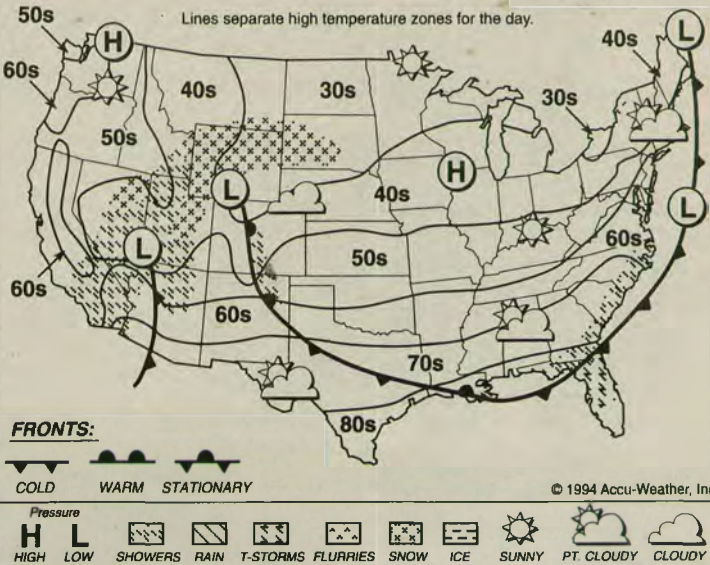 Lines separate high temperature zones for the day.
50s
H
L
40s
60s
40s
30s
30s
50s
L
H
40s
L
L
50s
60s
60s
60s
70s
80s
FRONTS:
COLD WARM STATIONARY
© 1994 Accu-Weather, Inc
Pressure
H L
HIGH LOW SHOWERS RAIN T-STORMS FLURRIES SNOW ICE SUNNY PT. CLOUDY CLOUDY